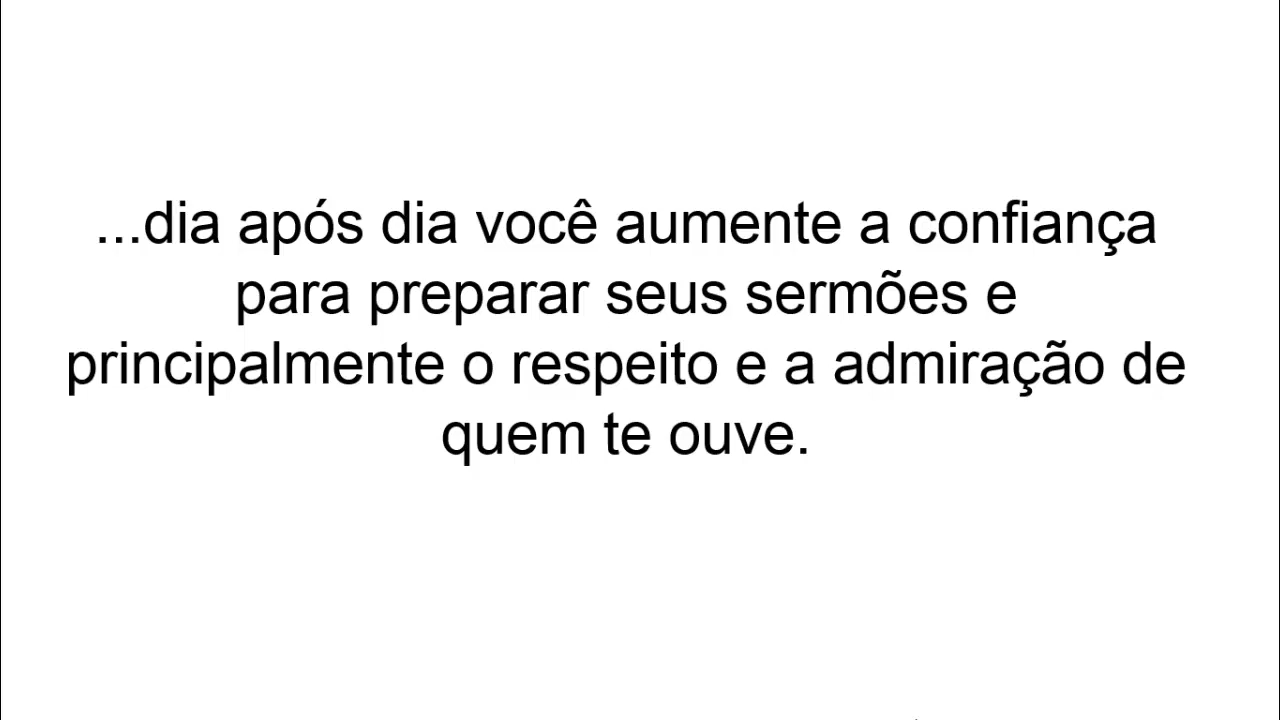 ...dia após dia você aumente a confiança
para preparar seus sermões e
principalmente o respeito e a admiração de
quem te ouve.